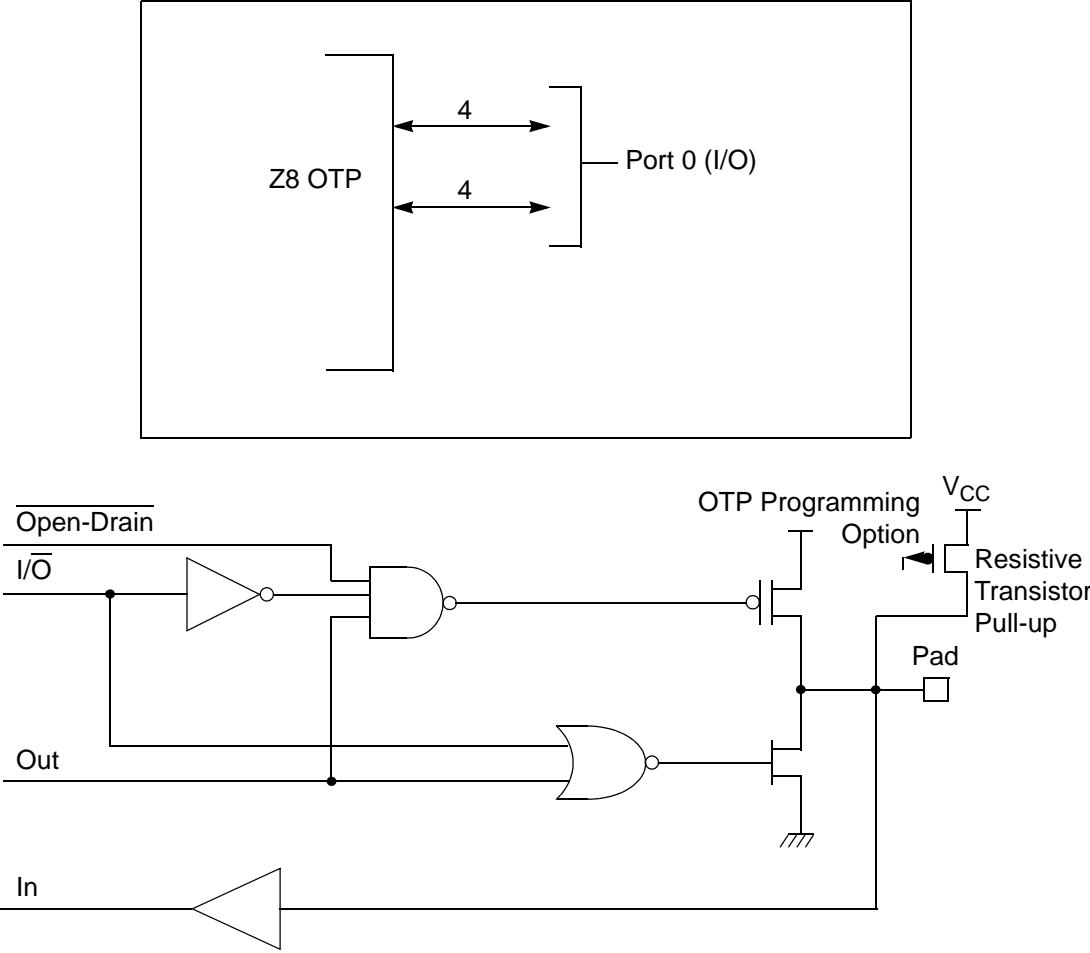 4
Port 0 (I/O)
Z8 OTP
4
Open-Drain
I/O
OTP Programming
Option
VCC
Resistive
Transistor
Pull-up
Pad
Out
In